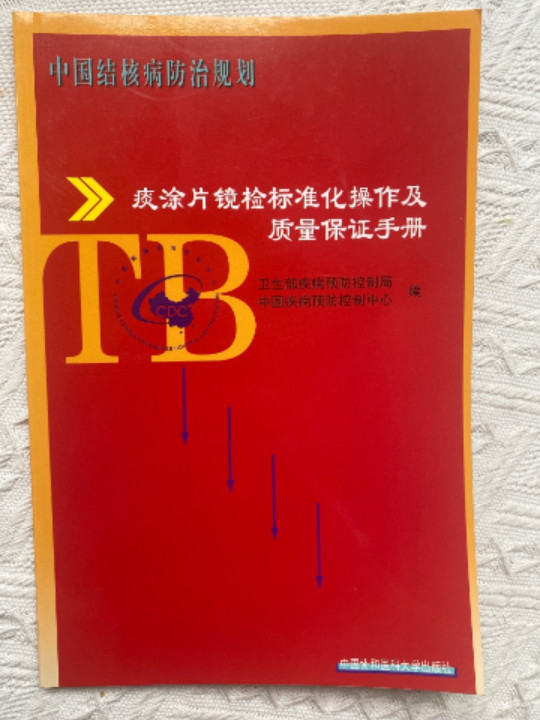 中国结核病防治规划
痰涂片镜检标准化操作及
质量保证手册
TB
CDC
卫生部疾病预防控制局
中国疾病预防控制中心 编
中国协和医科大学出版社